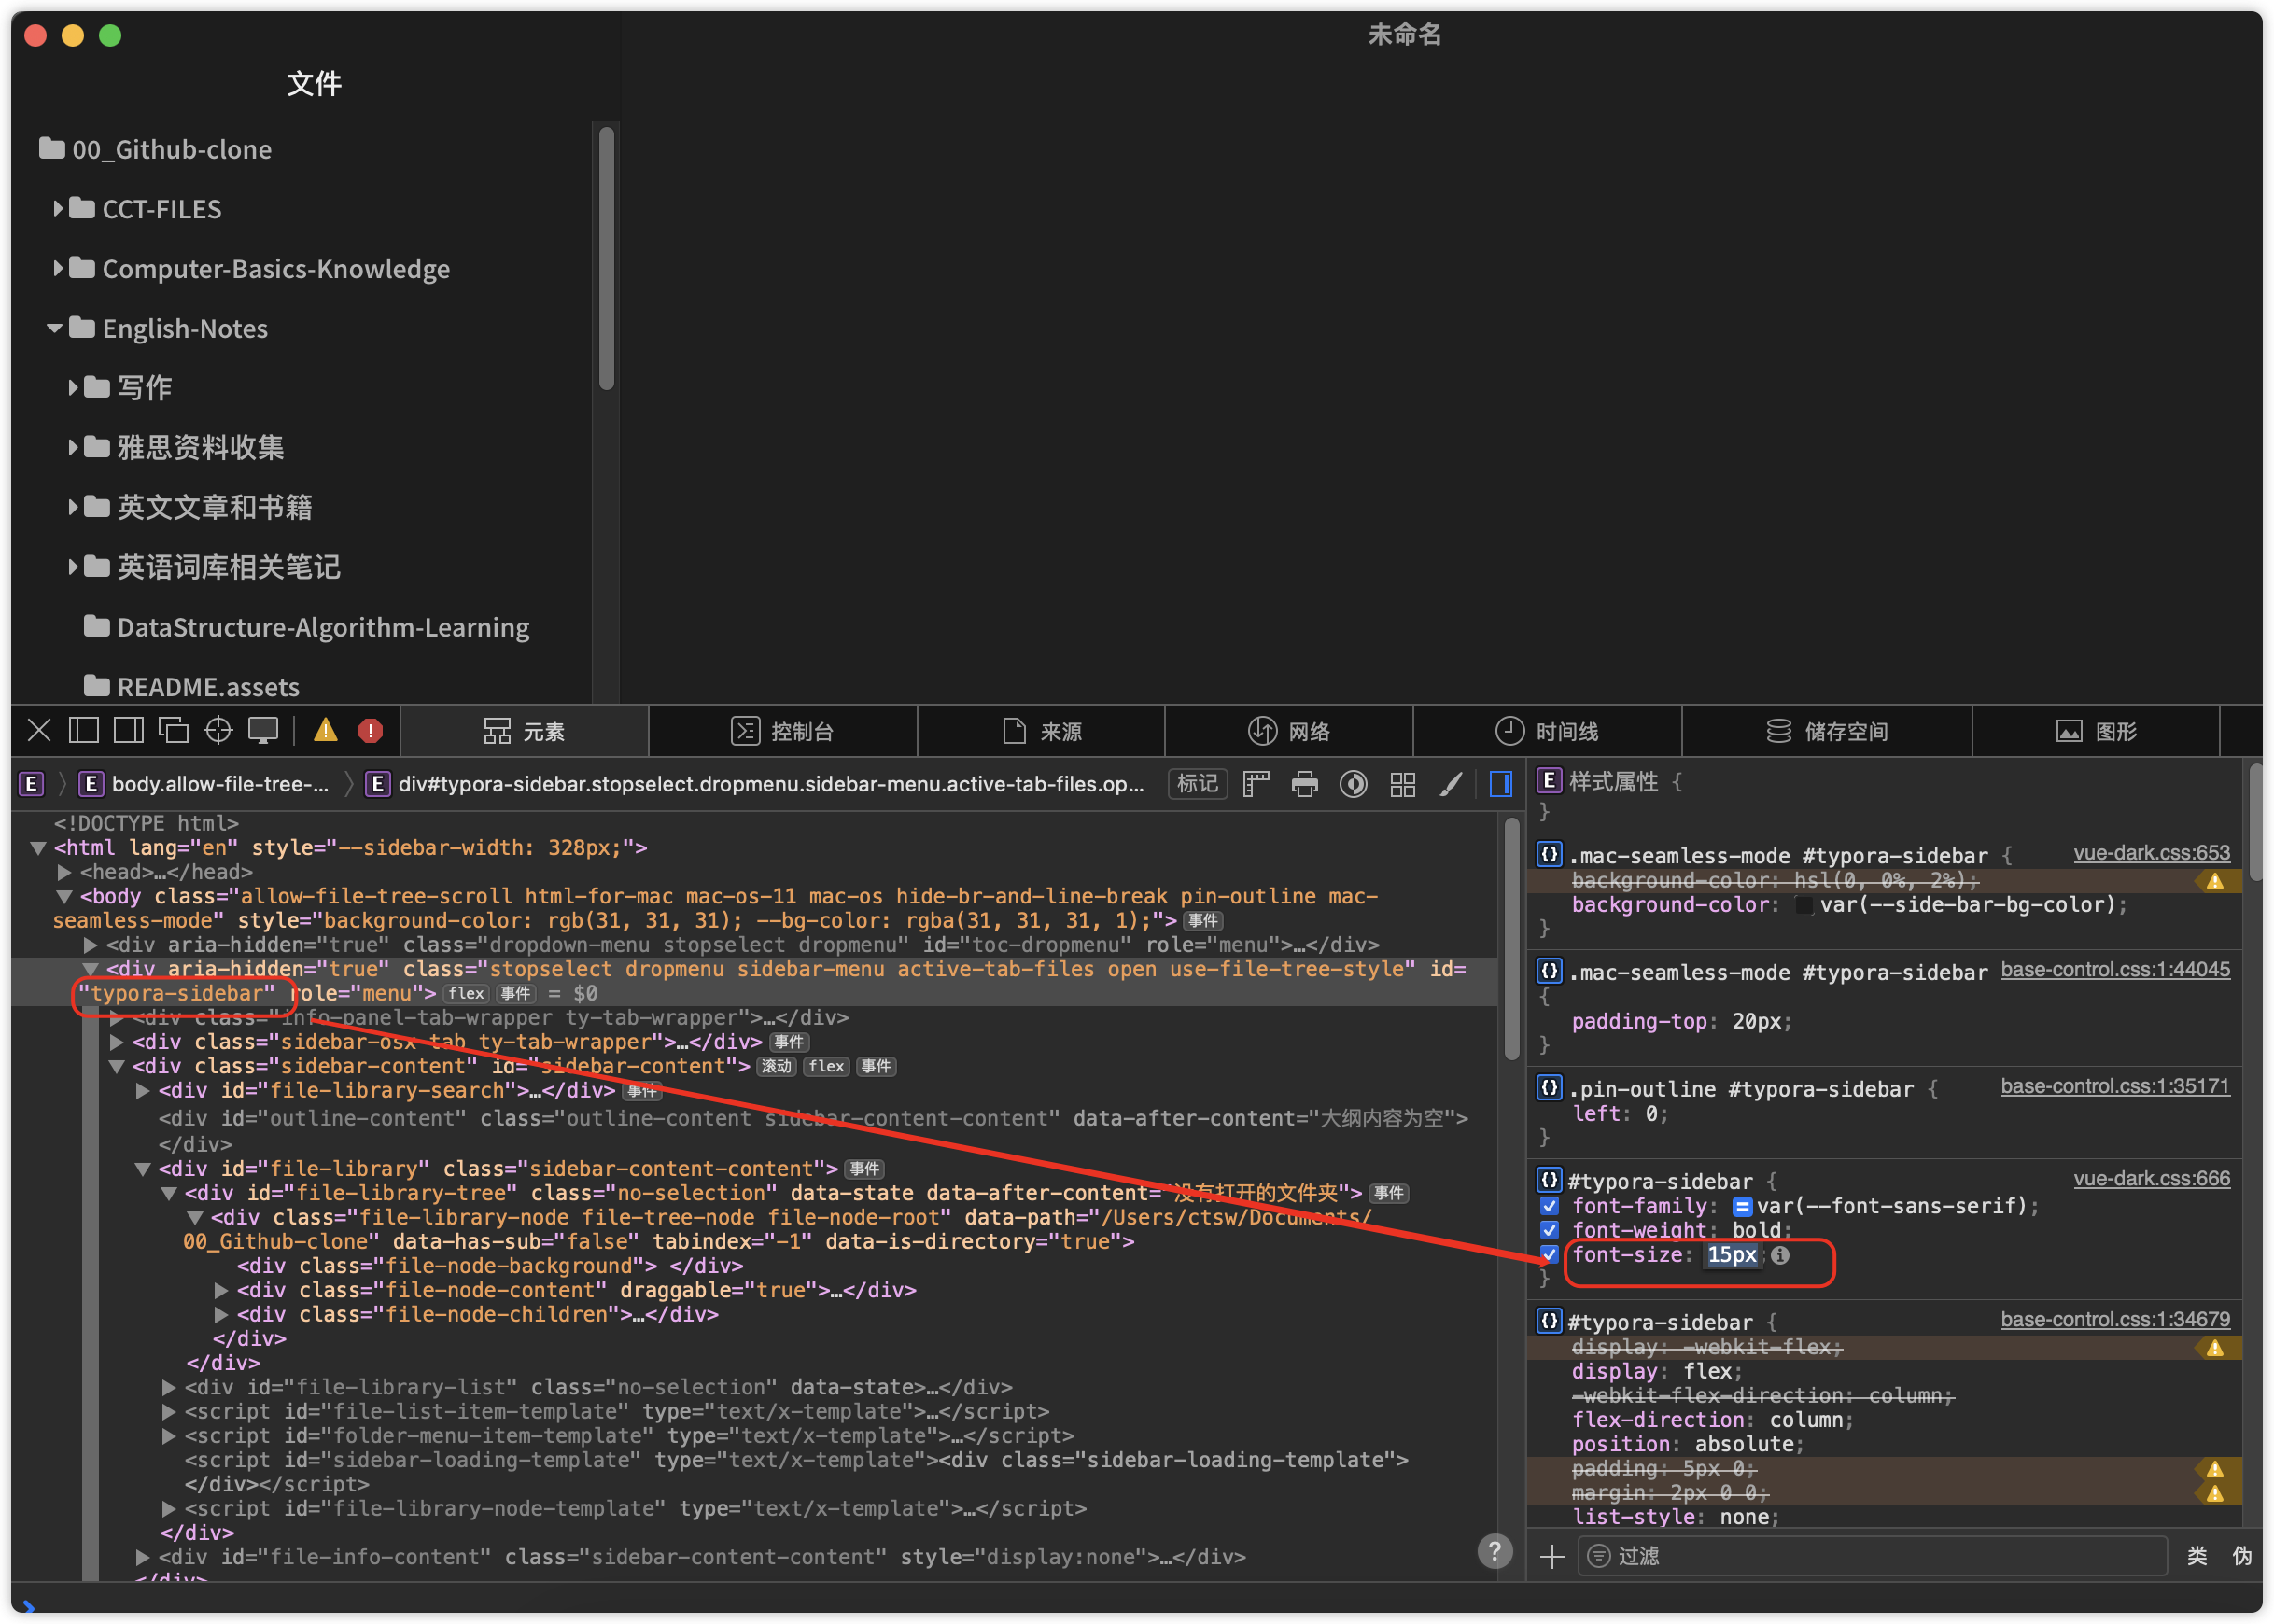 未命名
文件
00_Github-clone
CCT-FILES
Computer-Basics-Knowledge
English-Notes
写作
雅思资料收集
英文文章和书籍
英语词库相关笔记
DataStructure-Algorithm-Learning
README.assets
元素 控制台 来源 网络 时间线 储存空间 图形
E E body.allow-file-tree-... E div#typora-sidebar.stopselect.dropmenu.sidebar-menu.active-tab-files.op... 标记
<!DOCTYPE html>
<html lang="en" style="--sidebar-width: 328px;">
<head>…</head>
<body class="allow-file-tree-scroll html-for-mac mac-os-11 mac-os hide-br-and-line-break pin-outline mac-
seamless-mode" style="background-color: rgb(31, 31, 31); --bg-color: rgba(31, 31, 31, 1);"> 事件
<div aria-hidden="true" class="dropdown-menu stopselect dropmenu" id="toc-dropmenu" role="menu">…</div>
<div aria-hidden="true" class="stopselect dropmenu sidebar-menu active-tab-files open use-file-tree-style" id=
"typora-sidebar" role="menu"> flex 事件 = $0
<div class="info-panel-tab-wrapper ty-tab-wrapper">…</div>
<div class="sidebar-osx-tab ty-tab-wrapper">…</div> 事件
<div class="sidebar-content" id="sidebar-content"> 滚动 flex 事件
<div id="file-library-search">…</div> 事件
<div id="outline-content" class="outline-content sidebar-content-content" data-after-content="大纲内容为空">
</div>
<div id="file-library" class="sidebar-content-content"> 事件
<div id="file-library-tree" class="no-selection" data-state data-after-content="没有打开的文件夹"> 事件
<div class="file-library-node file-tree-node file-node-root" data-path="/Users/ctsw/Documents/
00_Github-clone" data-has-sub="false" tabindex="-1" data-is-directory="true">
<div class="file-node-background"> </div>
<div class="file-node-content" draggable="true">…</div>
<div class="file-node-children">…</div>
</div>
</div>
<div id="file-library-list" class="no-selection" data-state>…</div>
<script id="file-list-item-template" type="text/x-template">…</script>
<script id="folder-menu-item-template" type="text/x-template">…</script>
<script id="sidebar-loading-template" type="text/x-template"><div class="sidebar-loading-template">
</div></script>
<script id="file-library-node-template" type="text/x-template">…</script>
</div>
<div id="file-info-content" class="sidebar-content-content" style="display:none">…</div>
</div>
?
E 样式属性 {
}
.mac-seamless-mode #typora-sidebar { vue-dark.css:653
background-color: hsl(0, 0%, 2%);
background-color: var(--side-bar-bg-color);
}
.mac-seamless-mode #typora-sidebar base-control.css:1:44045
{
padding-top: 20px;
}
.pin-outline #typora-sidebar { base-control.css:1:35171
left: 0;
}
#typora-sidebar { vue-dark.css:666
font-family: var(--font-sans-serif);
font-weight: bold;
font-size: 15px;
}
#typora-sidebar { base-control.css:1:34679
display: -webkit-flex;
display: flex;
-webkit-flex-direction: column;
flex-direction: column;
position: absolute;
padding: 5px 0;
margin: 2px 0 0;
list-style: none;
过滤 类 伪